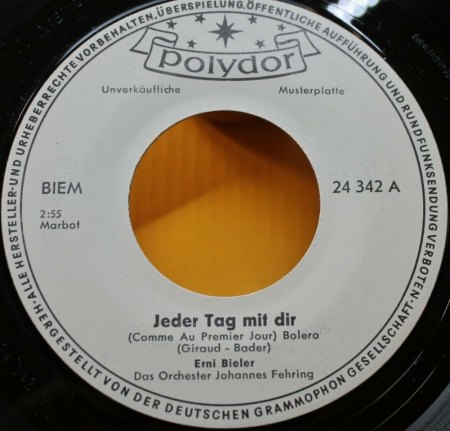 ALLE HERSTELLER- UND URHEBERRECHTE VORBEHALTEN. ÜBERSPIELUNG, ÖFFENTLICHE AUFFÜHRUNG UND RUNDFUNKSENDUNG VERBOTEN.
Polydor
Unverkäufliche Musterplatte
BIEM 24 342 A
2:55
Marbot
Jeder Tag mit dir
(Comme Au Premier Jour) Bolero
(Giraud - Bader)
Erni Bieler
Das Orchester Johannes Fehring
HERGESTELLT VON DER DEUTSCHEN GRAMMOPHON GESELLSCHAFT